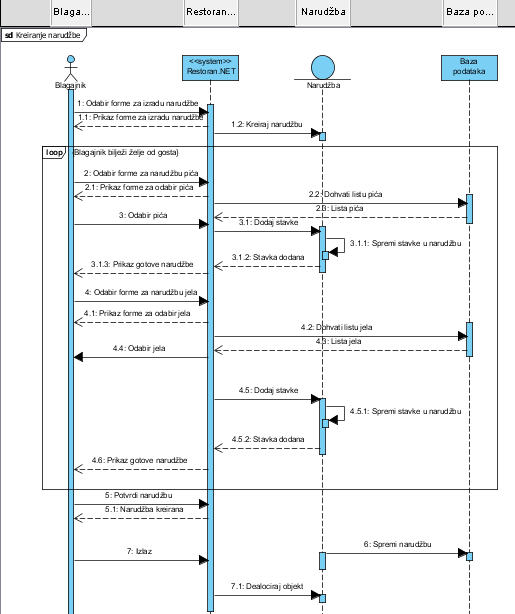 Blaga...
Restoran...
Narudžba
Baza po...
sd Kreiranje narudžbe
<<system>>
Restoran.NET
Baza
podataka
Blagajnik
Narudžba
1: Odabir forme za izradu narudžbe
1.1: Prikaz forme za izradu narudžbe
1.2: Kreiraj narudžbu
loop
(Blagajnik bilježi želje od gosta)
2: Odabir forme za narudžbu pića
2.1: Prikaz forme za odabir pića
2.2: Dohvati listu pića
2.3: Lista pića
3: Odabir pića
3.1: Dodaj stavke
3.1.1: Spremi stavke u narudžbu
3.1.2: Stavka dodana
3.1.3: Prikaz gotove narudžbe
4: Odabir forme za narudžbu jela
4.1: Prikaz forme za odabir jela
4.2: Dohvati listu jela
4.3: Lista jela
4.4: Odabir jela
4.5: Dodaj stavke
4.5.1: Spremi stavke u narudžbu
4.5.2: Stavka dodana
4.6: Prikaz gotove narudžbe
5: Potvrdi narudžbu
5.1: Narudžba kreirana
6: Spremi narudžbu
7: Izlaz
7.1: Dealociraj objekt